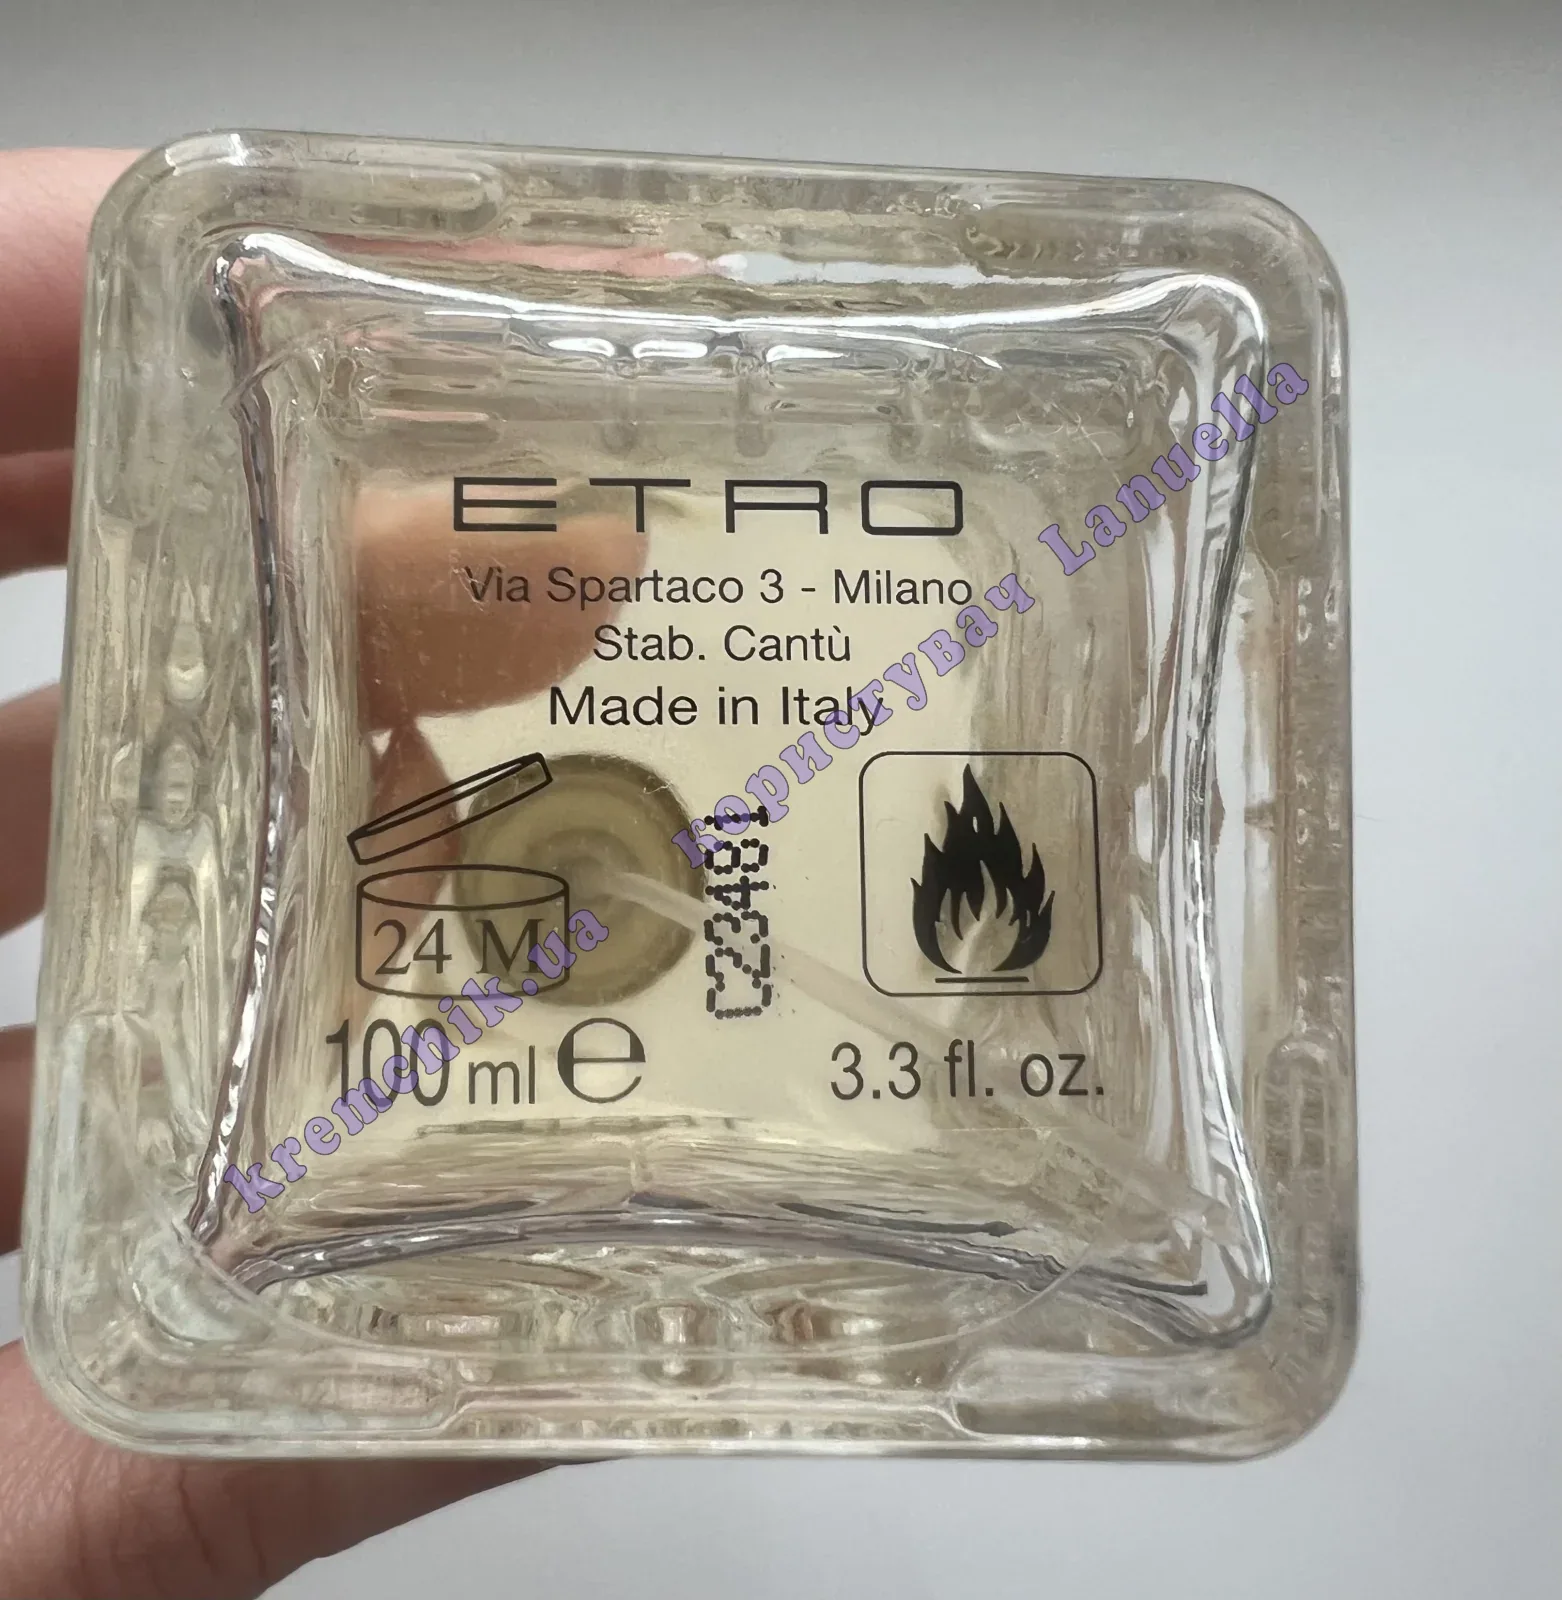 ETRO
Via Spartaco 3 - Milano
Stab. Cantù
Made in Italy
24 M
C23481
100 ml e
3.3 fl. oz.
kremchik.ua користувач Lanuella